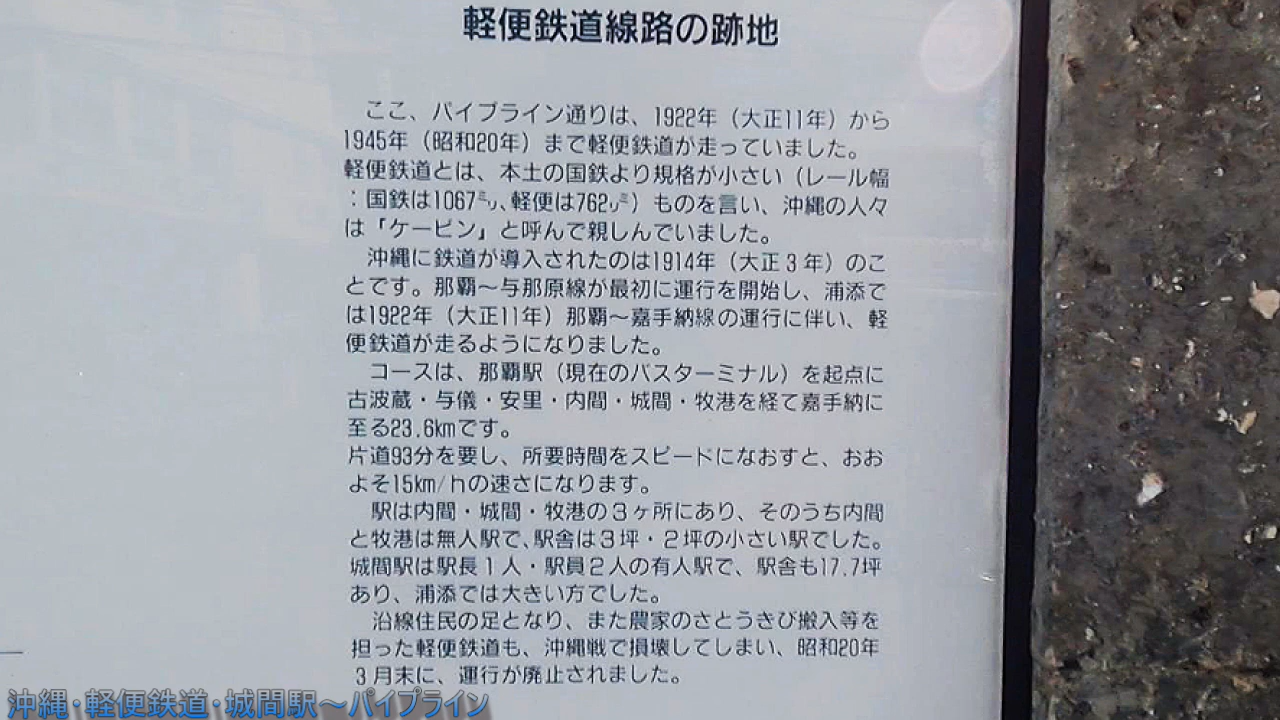 軽便鉄道線路の跡地
ここ、パイプライン通りは、1922年（大正11年）から
1945年（昭和20年）まで軽便鉄道が走っていました。
軽便鉄道とは、本土の国鉄より規格が小さい（レール幅
：国鉄は1067㍉、軽便は762㍉）ものを言い、沖縄の人々
は「ケービン」と呼んで親しんでいました。
沖縄に鉄道が導入されたのは1914年（大正３年）のこ
とです。那覇～与那原線が最初に運行を開始し、浦添で
は1922年（大正11年）那覇～嘉手納線の運行に伴い、軽
便鉄道が走るようになりました。
コースは、那覇駅（現在のバスターミナル）を起点に
古波蔵・与儀・安里・内間・城間・牧港を経て嘉手納に
至る23.6kmです。
片道93分を要し、所要時間をスピードになおすと、おお
よそ15km/hの速さになります。
駅は内間・城間・牧港の３ヶ所にあり、そのうち内間
と牧港は無人駅で、駅舎は３坪・２坪の小さい駅でした。
城間駅は駅長１人・駅員２人の有人駅で、駅舎も17.7坪
あり、浦添では大きい方でした。
沿線住民の足となり、また農家のさとうきび搬入等を
担った軽便鉄道も、沖縄戦で損壊してしまい、昭和20年
３月末に、運行が廃止されました。
沖縄・軽便鉄道・城間駅～パイプライン